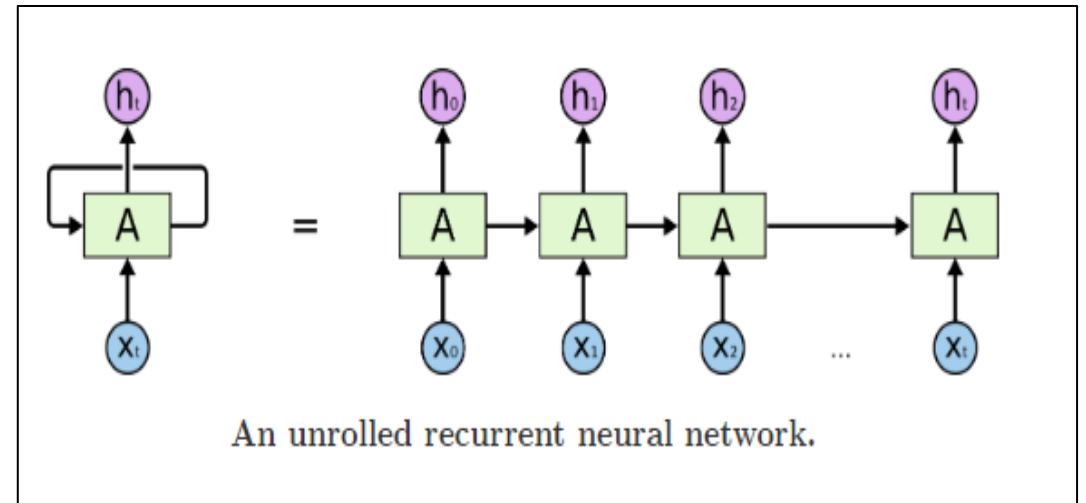 hₜ h₀ h₁ h₂ hₜ
A = A A A A
xₜ x₀ x₁ x₂ ... xₜ
An unrolled recurrent neural network.